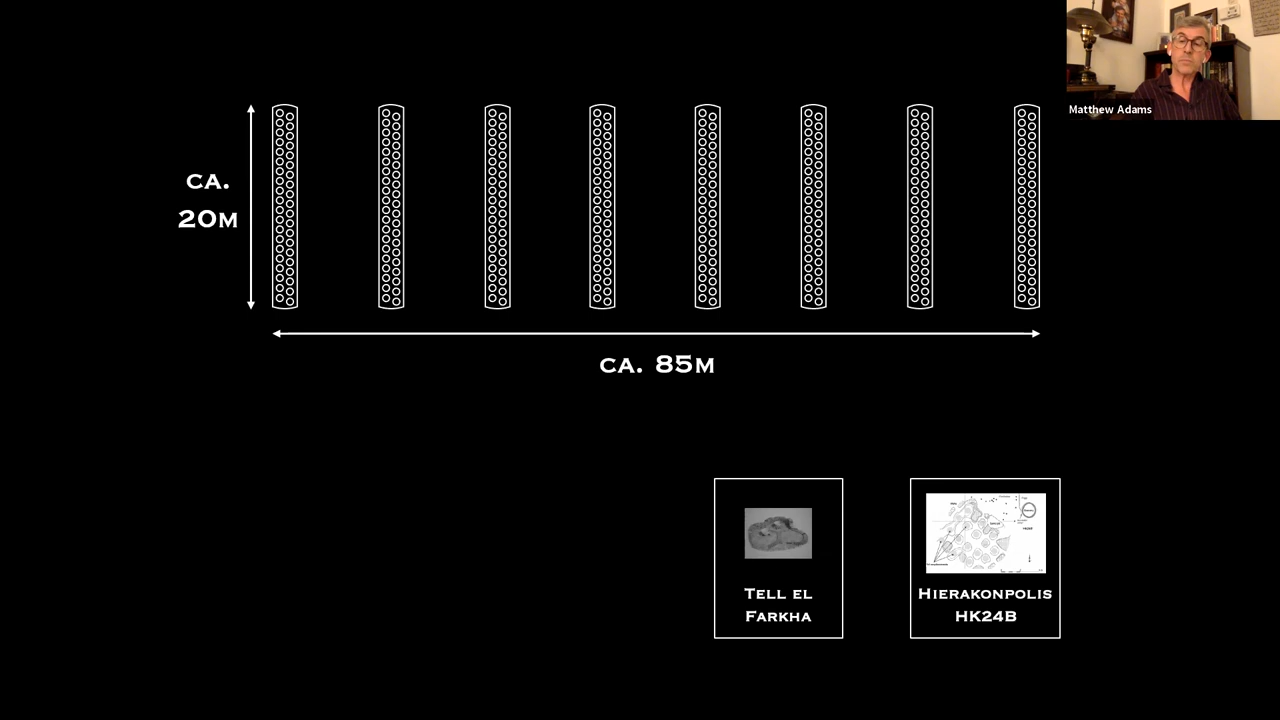 Matthew Adams
CA.
20M
CA. 85M
TELL EL
FARKHA
HIERAKONPOLIS
HK24B